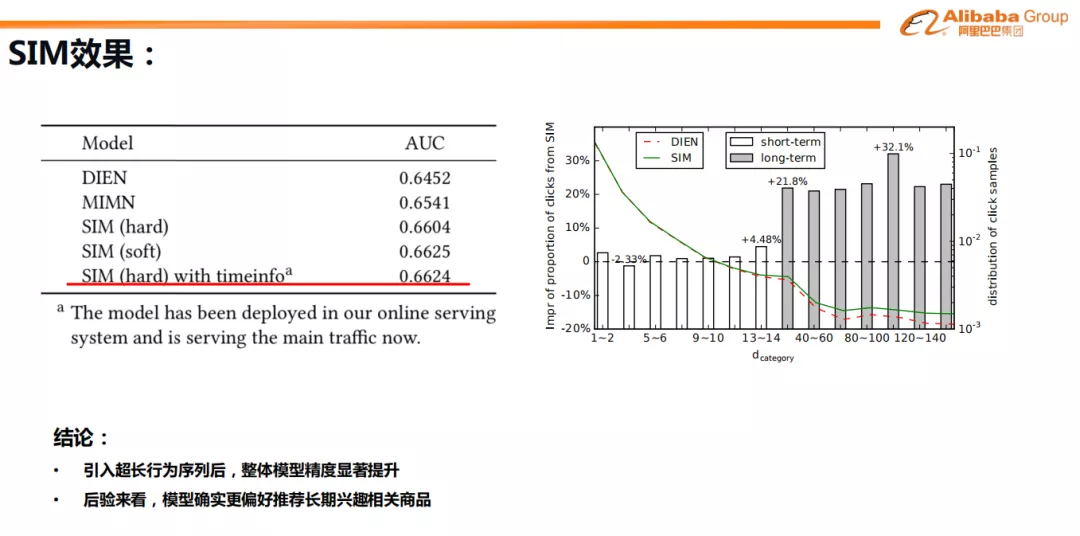 Alibaba Group
阿里巴巴集团
SIM效果：
Model AUC
DIEN 0.6452
MIMN 0.6541
SIM (hard) 0.6604
SIM (soft) 0.6625
SIM (hard) with timeinfoᵃ 0.6624
ᵃ The model has been deployed in our online serving
system and is serving the main traffic now.
Impr of proportion of clicks from SIM
30%
20%
10%
0
-10%
-20%
DIEN
SIM
short-term
long-term
-2.33%
+4.48%
+21.8%
+32.1%
10⁻¹
10⁻²
10⁻³
distribution of click samples
1~2 5~6 9~10 13~14 40~60 80~100 120~140
d category
结论：
• 引入超长行为序列后，整体模型精度显著提升
• 后验来看，模型确实更偏好推荐长期兴趣相关商品